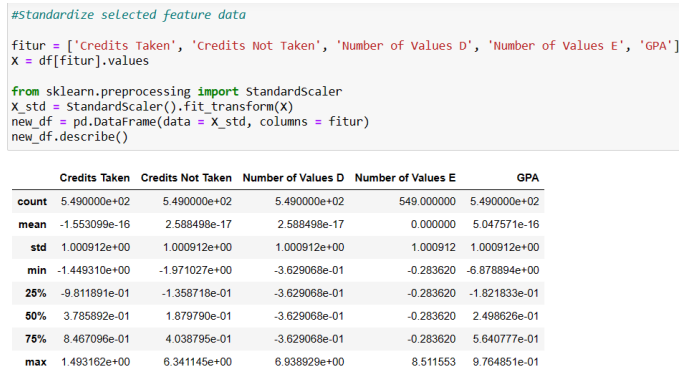 #Standardize selected feature data
fitur = ['Credits Taken', 'Credits Not Taken', 'Number of Values D', 'Number of Values E', 'GPA']
X = df[fitur].values
from sklearn.preprocessing import StandardScaler
X_std = StandardScaler().fit_transform(X)
new_df = pd.DataFrame(data = X_std, columns = fitur)
new_df.describe()
Credits Taken Credits Not Taken Number of Values D Number of Values E GPA
count 5.490000e+02 5.490000e+02 5.490000e+02 549.000000 5.490000e+02
mean -1.553099e-16 2.588498e-17 2.588498e-17 0.000000 5.047571e-16
std 1.000912e+00 1.000912e+00 1.000912e+00 1.000912 1.000912e+00
min -1.449310e+00 -1.971027e+00 -3.629068e-01 -0.283620 -6.878894e+00
25% -9.811891e-01 -1.358718e-01 -3.629068e-01 -0.283620 -1.821833e-01
50% 3.785892e-01 1.879790e-01 -3.629068e-01 -0.283620 2.498626e-01
75% 8.467096e-01 4.038795e-01 -3.629068e-01 -0.283620 5.640777e-01
max 1.493162e+00 6.341145e+00 6.938929e+00 8.511553 9.764851e-01